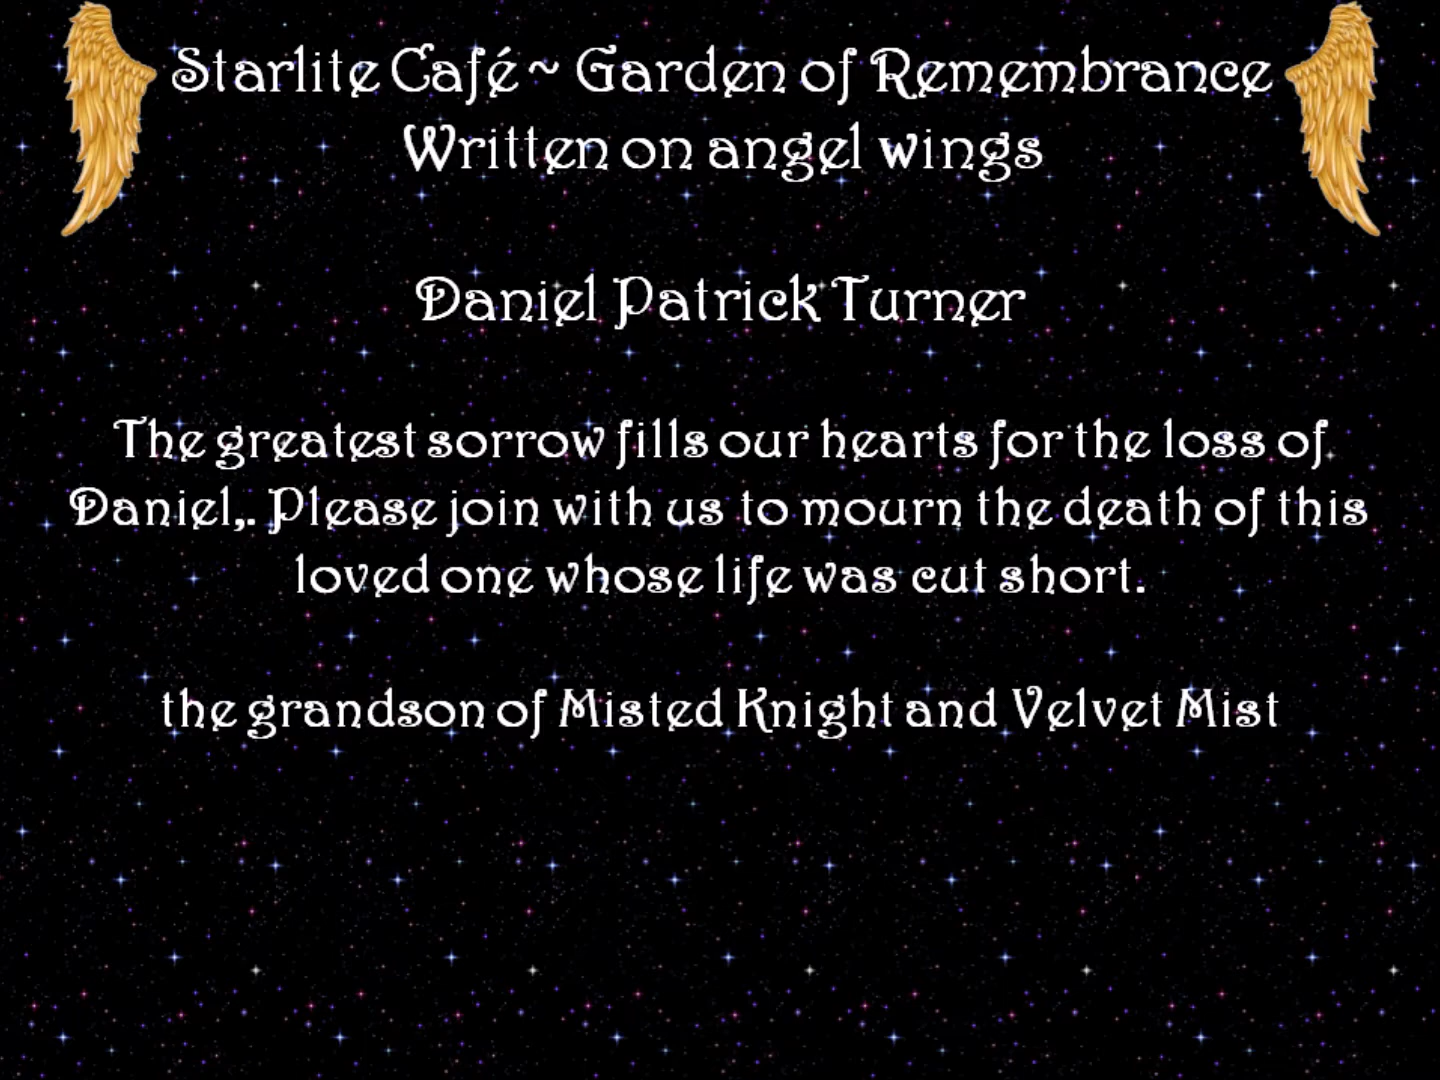 Starlite Café ~ Garden of Remembrance
Written on angel wings
Daniel Patrick Turner
The greatest sorrow fills our hearts for the loss of
Daniel,. Please join with us to mourn the death of this
loved one whose life was cut short.
the grandson of Misted Knight and Velvet Mist